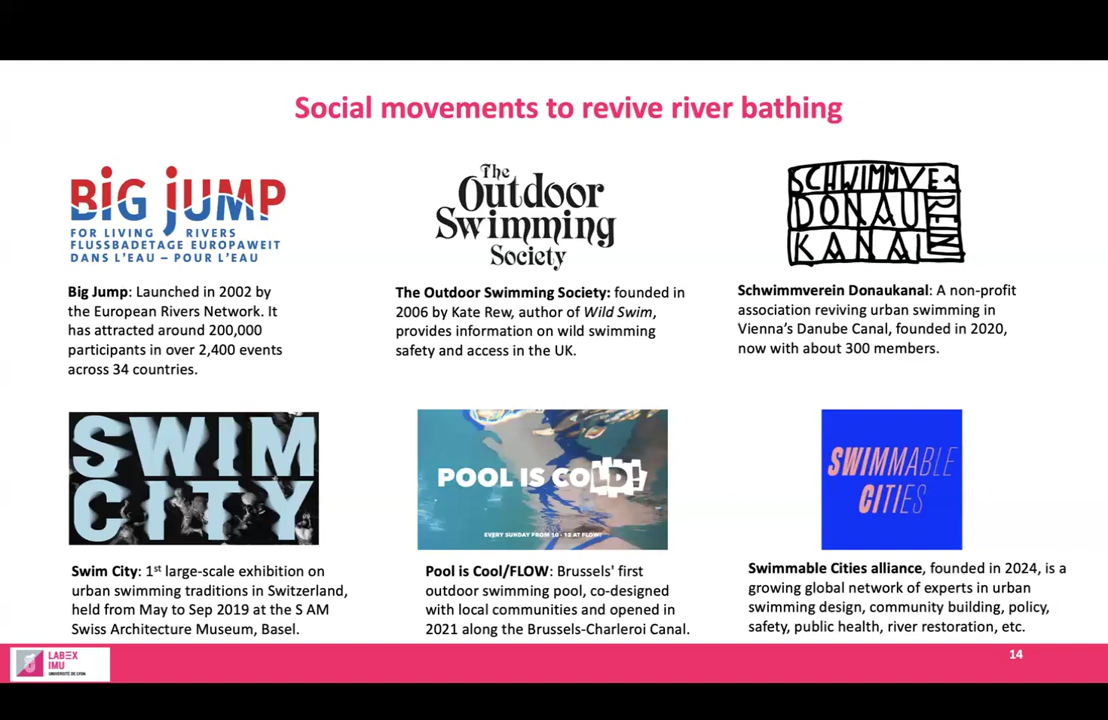 Social movements to revive river bathing
BIG JUMP
FOR LIVING RIVERS
FLUSSBADETAGE EUROPAWEIT
DANS L'EAU – POUR L'EAU
Big Jump: Launched in 2002 by
the European Rivers Network. It
has attracted around 200,000
participants in over 2,400 events
across 34 countries.
The
Outdoor
Swimming
Society
The Outdoor Swimming Society: founded in
2006 by Kate Rew, author of Wild Swim,
provides information on wild swimming
safety and access in the UK.
SCHWIMMVE-
REIN
DONAU
KANAL
Schwimmverein Donaukanal: A non-profit
association reviving urban swimming in
Vienna's Danube Canal, founded in 2020,
now with about 300 members.
SWIM
CITY
Swim City: 1st large-scale exhibition on
urban swimming traditions in Switzerland,
held from May to Sep 2019 at the S AM
Swiss Architecture Museum, Basel.
POOL IS COLD!
EVERY SUNDAY FROM 10 - 12 AT FLOW!
Pool is Cool/FLOW: Brussels' first
outdoor swimming pool, co-designed
with local communities and opened in
2021 along the Brussels-Charleroi Canal.
SWIMMABLE
CITIES
Swimmable Cities alliance, founded in 2024, is a
growing global network of experts in urban
swimming design, community building, policy,
safety, public health, river restoration, etc.
LABEX
IMU
UNIVERSITÉ DE LYON
14